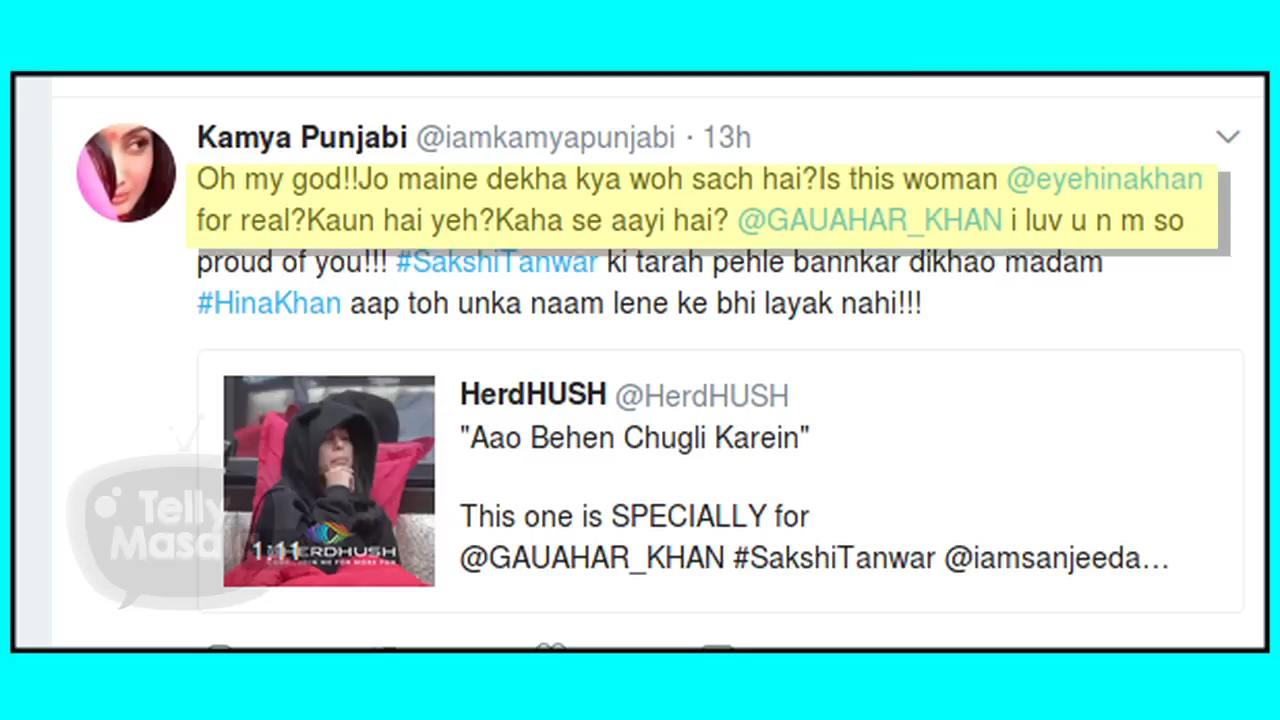 Kamya Punjabi @iamkamyapunjabi · 13h
Oh my god!!Jo maine dekha kya woh sach hai?Is this woman @eyehinakhan
for real?Kaun hai yeh?Kaha se aayi hai? @GAUAHAR_KHAN i luv u n m so
proud of you!!! #SakshiTanwar ki tarah pehle bannkar dikhao madam
#HinaKhan aap toh unka naam lene ke bhi layak nahi!!!
HerdHUSH @HerdHUSH
"Aao Behen Chugli Karein"
This one is SPECIALLY for
@GAUAHAR_KHAN #SakshiTanwar @iamsanjeeda...
Telly
1:11